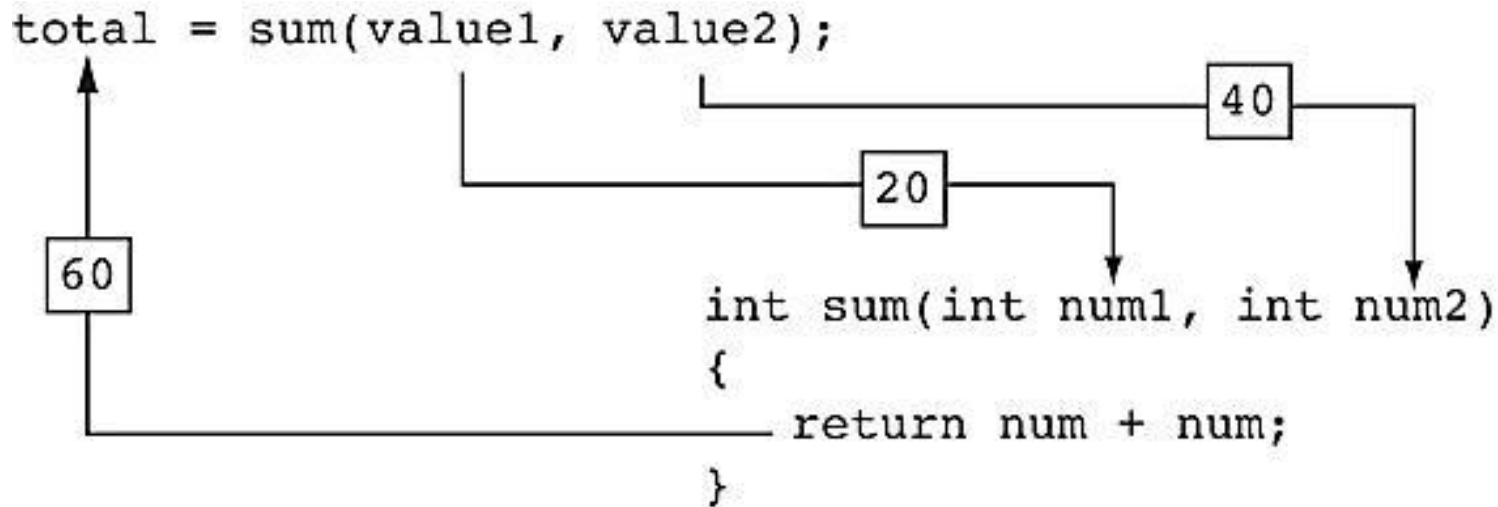 total = sum(value1, value2);
40
20
60
int sum(int num1, int num2)
{
return num + num;
}